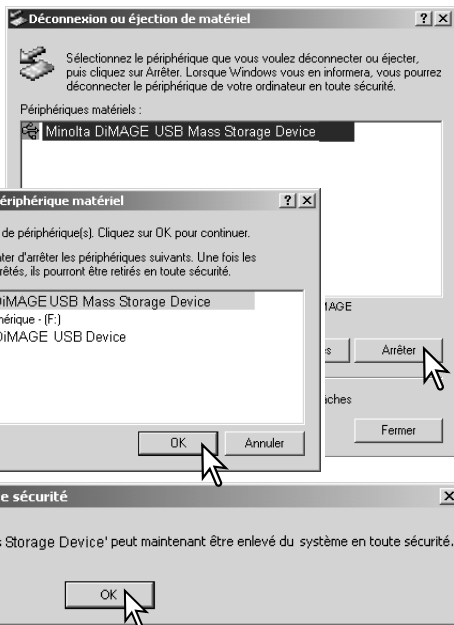 Déconnexion ou éjection de matériel
Sélectionnez le périphérique que vous voulez déconnecter ou éjecter,
puis cliquez sur Arrêter. Lorsque Windows vous en informera, vous pourrez
déconnecter le périphérique de votre ordinateur en toute sécurité.
Périphériques matériels :
Minolta DiMAGE USB Mass Storage Device
ériphérique matériel
de périphérique(s). Cliquez sur OK pour continuer.
ter d'arrêter les périphériques suivants. Une fois les
rêtés, ils pourront être retirés en toute sécurité.
DiMAGE USB Mass Storage Device
hérique - (F:)
DiMAGE USB Device
OK
Annuler
IAGE
s
Arrêter
âches
Fermer
e sécurité
s Storage Device' peut maintenant être enlevé du système en toute sécurité.
OK